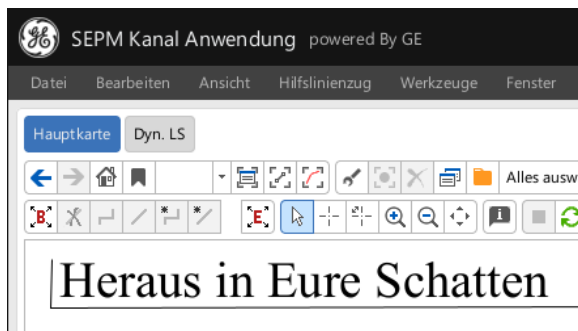 SEPM Kanal Anwendung powered By GE
Datei Bearbeiten Ansicht Hilfslinienzug Werkzeuge Fenster
Hauptkarte Dyn. LS
Alles ausw
B E
Heraus in Eure Schatten